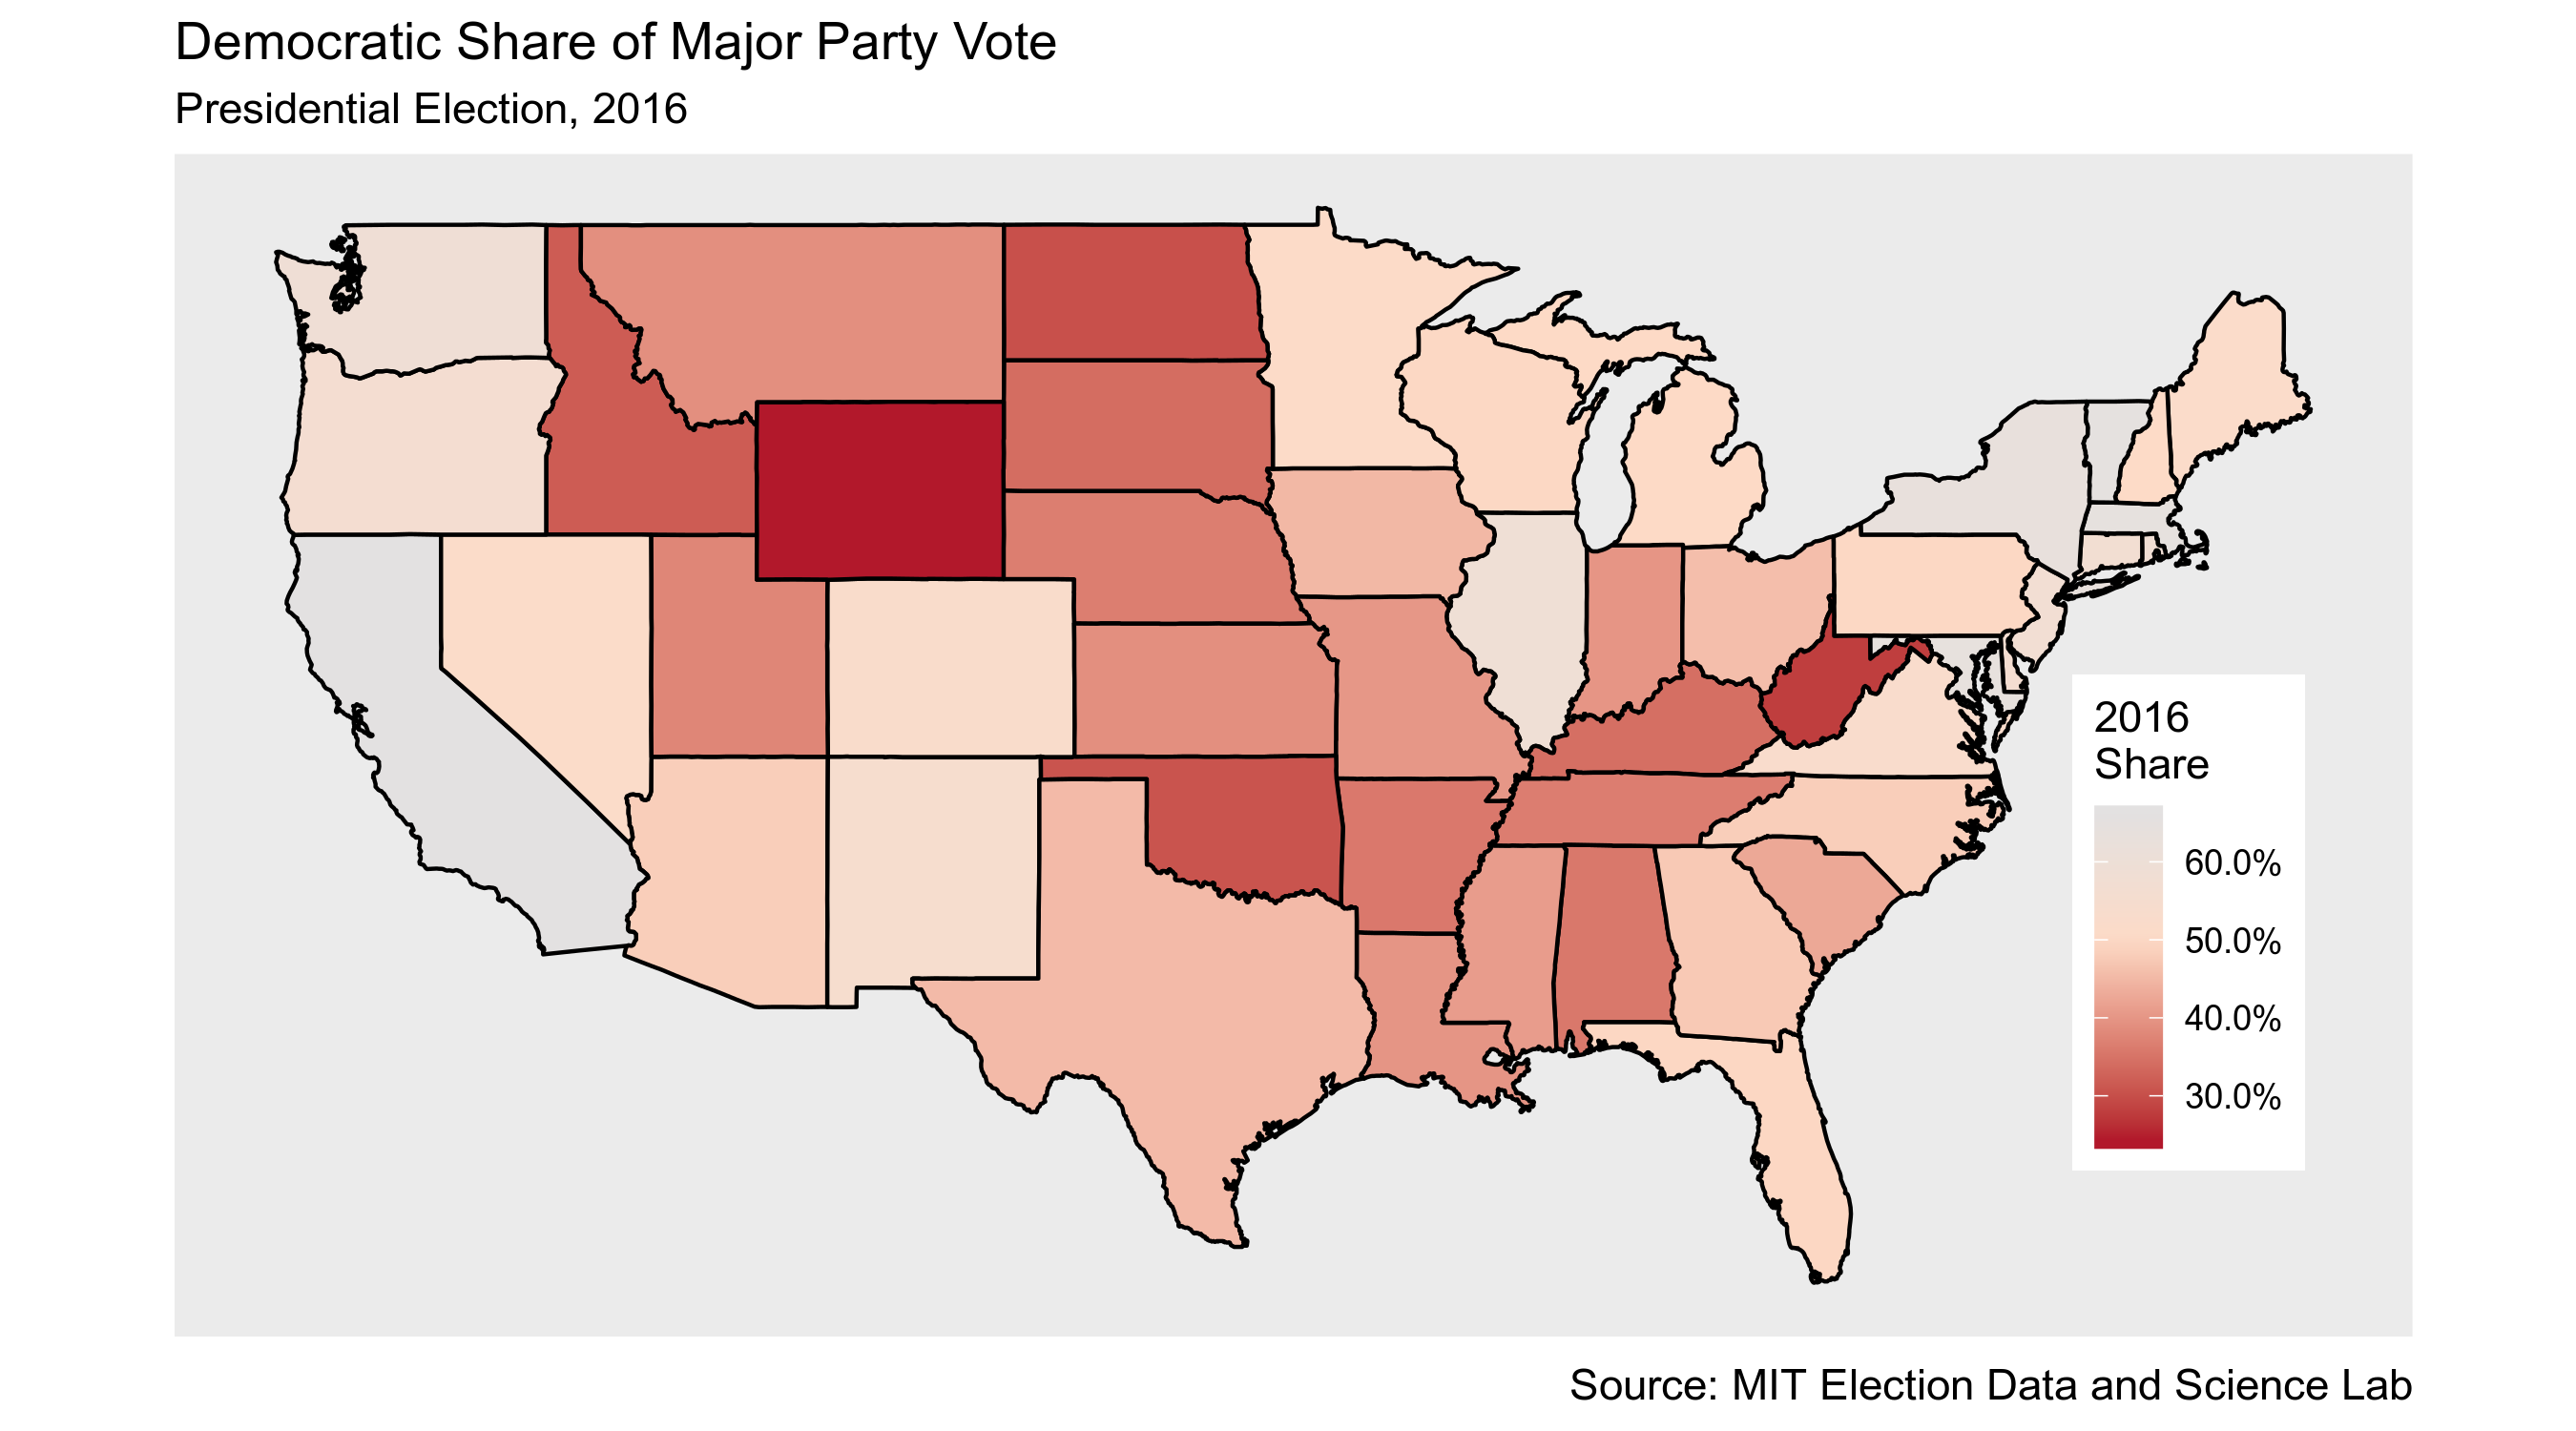 Democratic Share of Major Party Vote
Presidential Election, 2016
2016
Share
60.0%
50.0%
40.0%
30.0%
Source: MIT Election Data and Science Lab